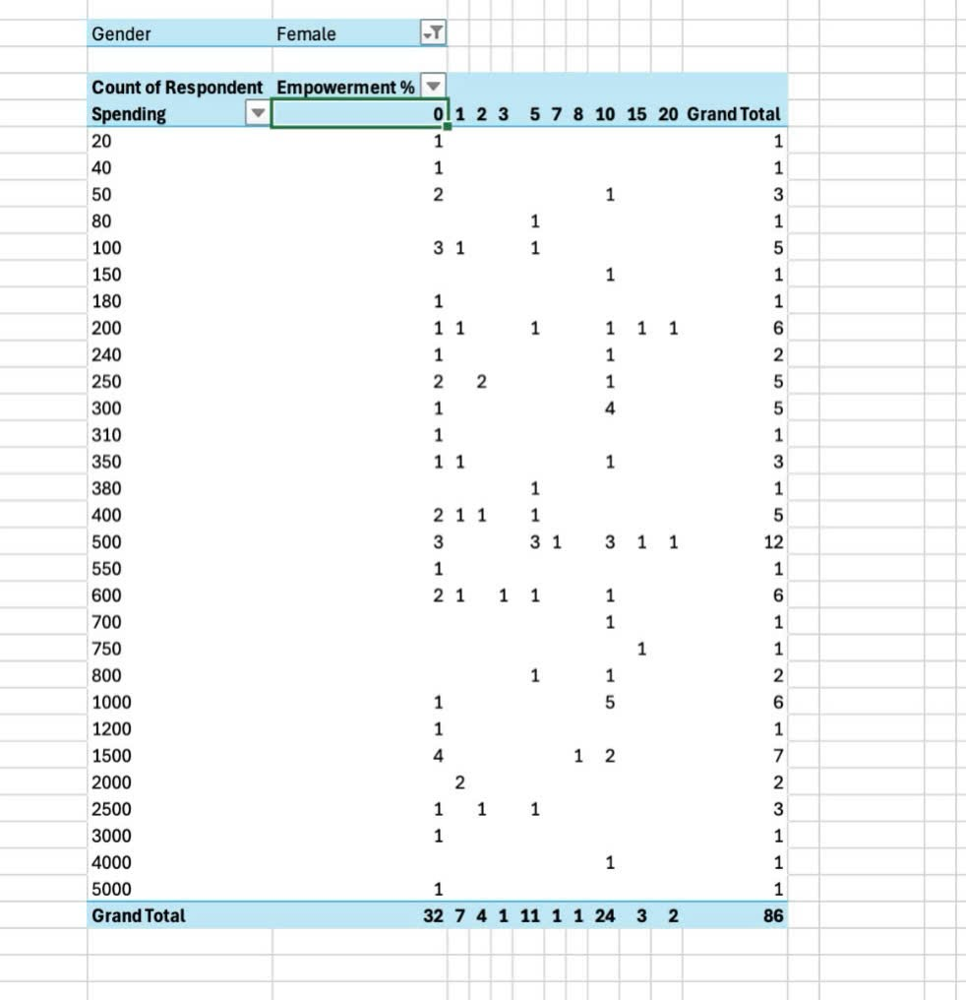 Gender Female
Count of Respondent Empowerment %
Spending 0 1 2 3 5 7 8 10 15 20 Grand Total
20 1 1
40 1 1
50 2 1 3
80 1 1
100 3 1 1 5
150 1 1
180 1 1
200 1 1 1 1 1 1 6
240 1 1 2
250 2 2 1 5
300 1 4 5
310 1 1
350 1 1 1 3
380 1 1
400 2 1 1 1 5
500 3 3 1 3 1 1 12
550 1 1
600 2 1 1 1 1 6
700 1 1
750 1 1
800 1 1 2
1000 1 5 6
1200 1 1
1500 4 1 2 7
2000 2 2
2500 1 1 1 3
3000 1 1
4000 1 1
5000 1 1
Grand Total 32 7 4 1 11 1 1 24 3 2 86